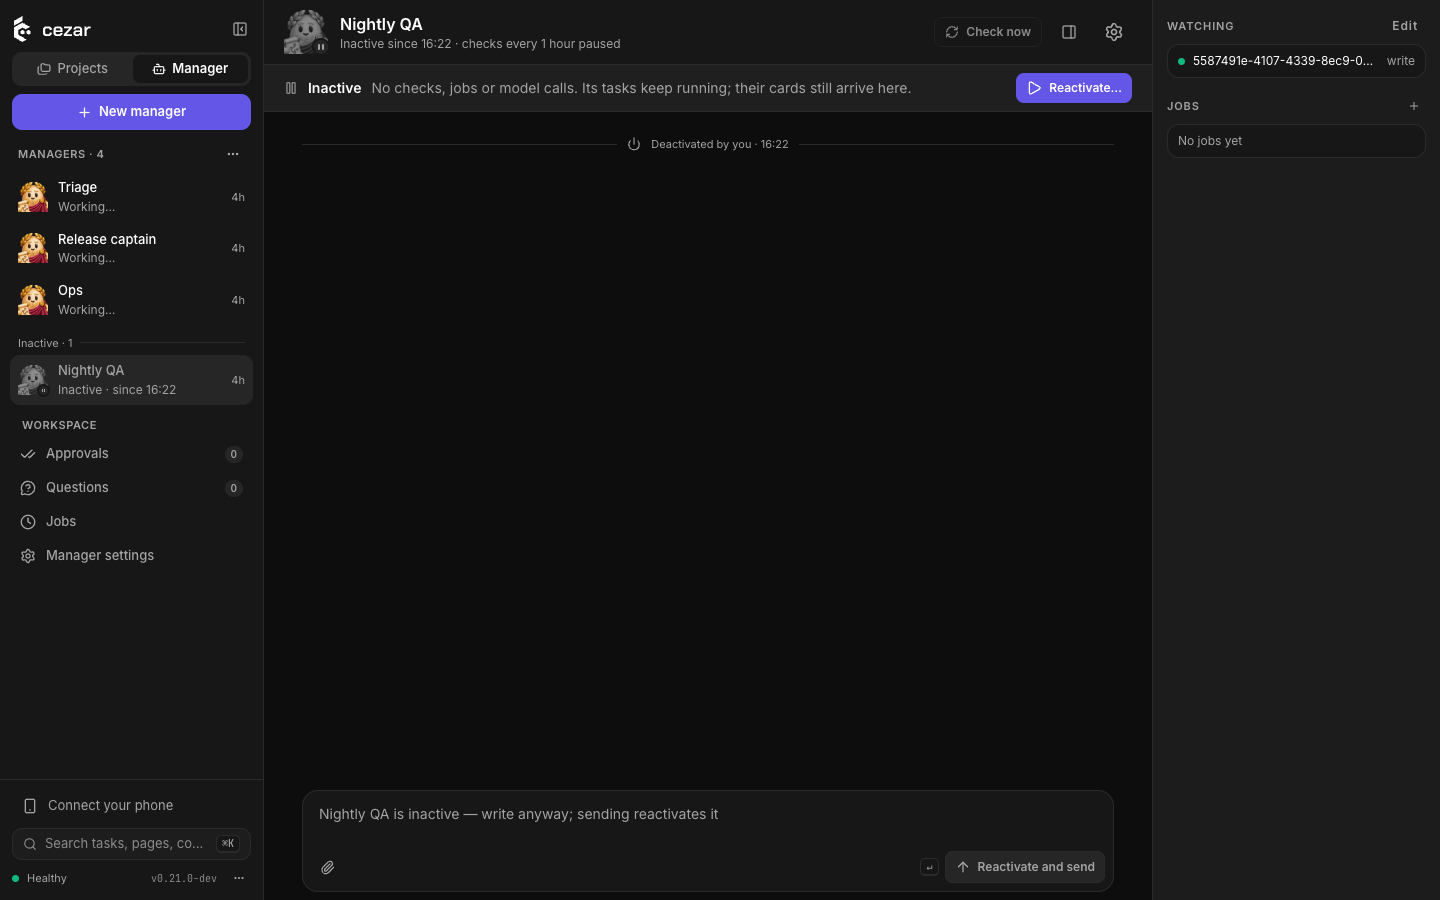 cezar
Projects
Manager
New manager
MANAGERS · 4
Triage
Working...
4h
Release captain
Working...
4h
Ops
Working...
4h
Inactive · 1
Nightly QA
Inactive · since 16:22
4h
WORKSPACE
Approvals
0
Questions
0
Jobs
Manager settings
Connect your phone
Search tasks, pages, co...
⌘K
Healthy
v0.21.0-dev
Nightly QA
Inactive since 16:22 · checks every 1 hour paused
Check now
Inactive No checks, jobs or model calls. Its tasks keep running; their cards still arrive here.
Reactivate...
Deactivated by you · 16:22
Nightly QA is inactive — write anyway; sending reactivates it
Reactivate and send
WATCHING
Edit
5587491e-4107-4339-8ec9-0...
write
JOBS
No jobs yet